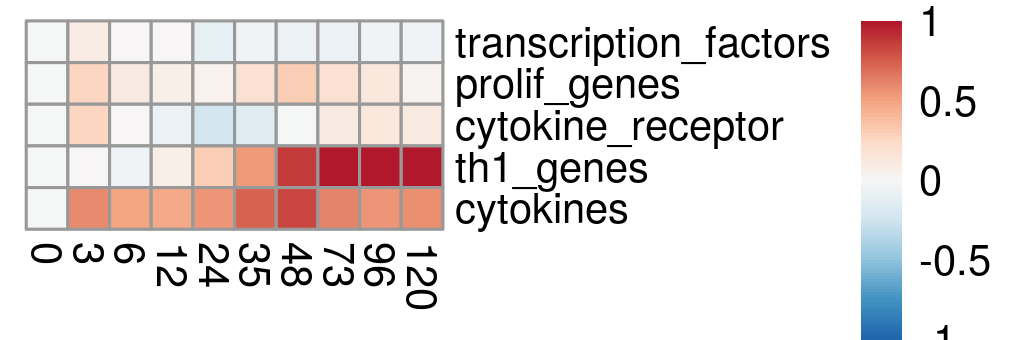 transcription_factors
prolif_genes
cytokine_receptor
th1_genes
cytokines
0 3 6 12 24 35 48 73 96 120
1
0.5
0
-0.5